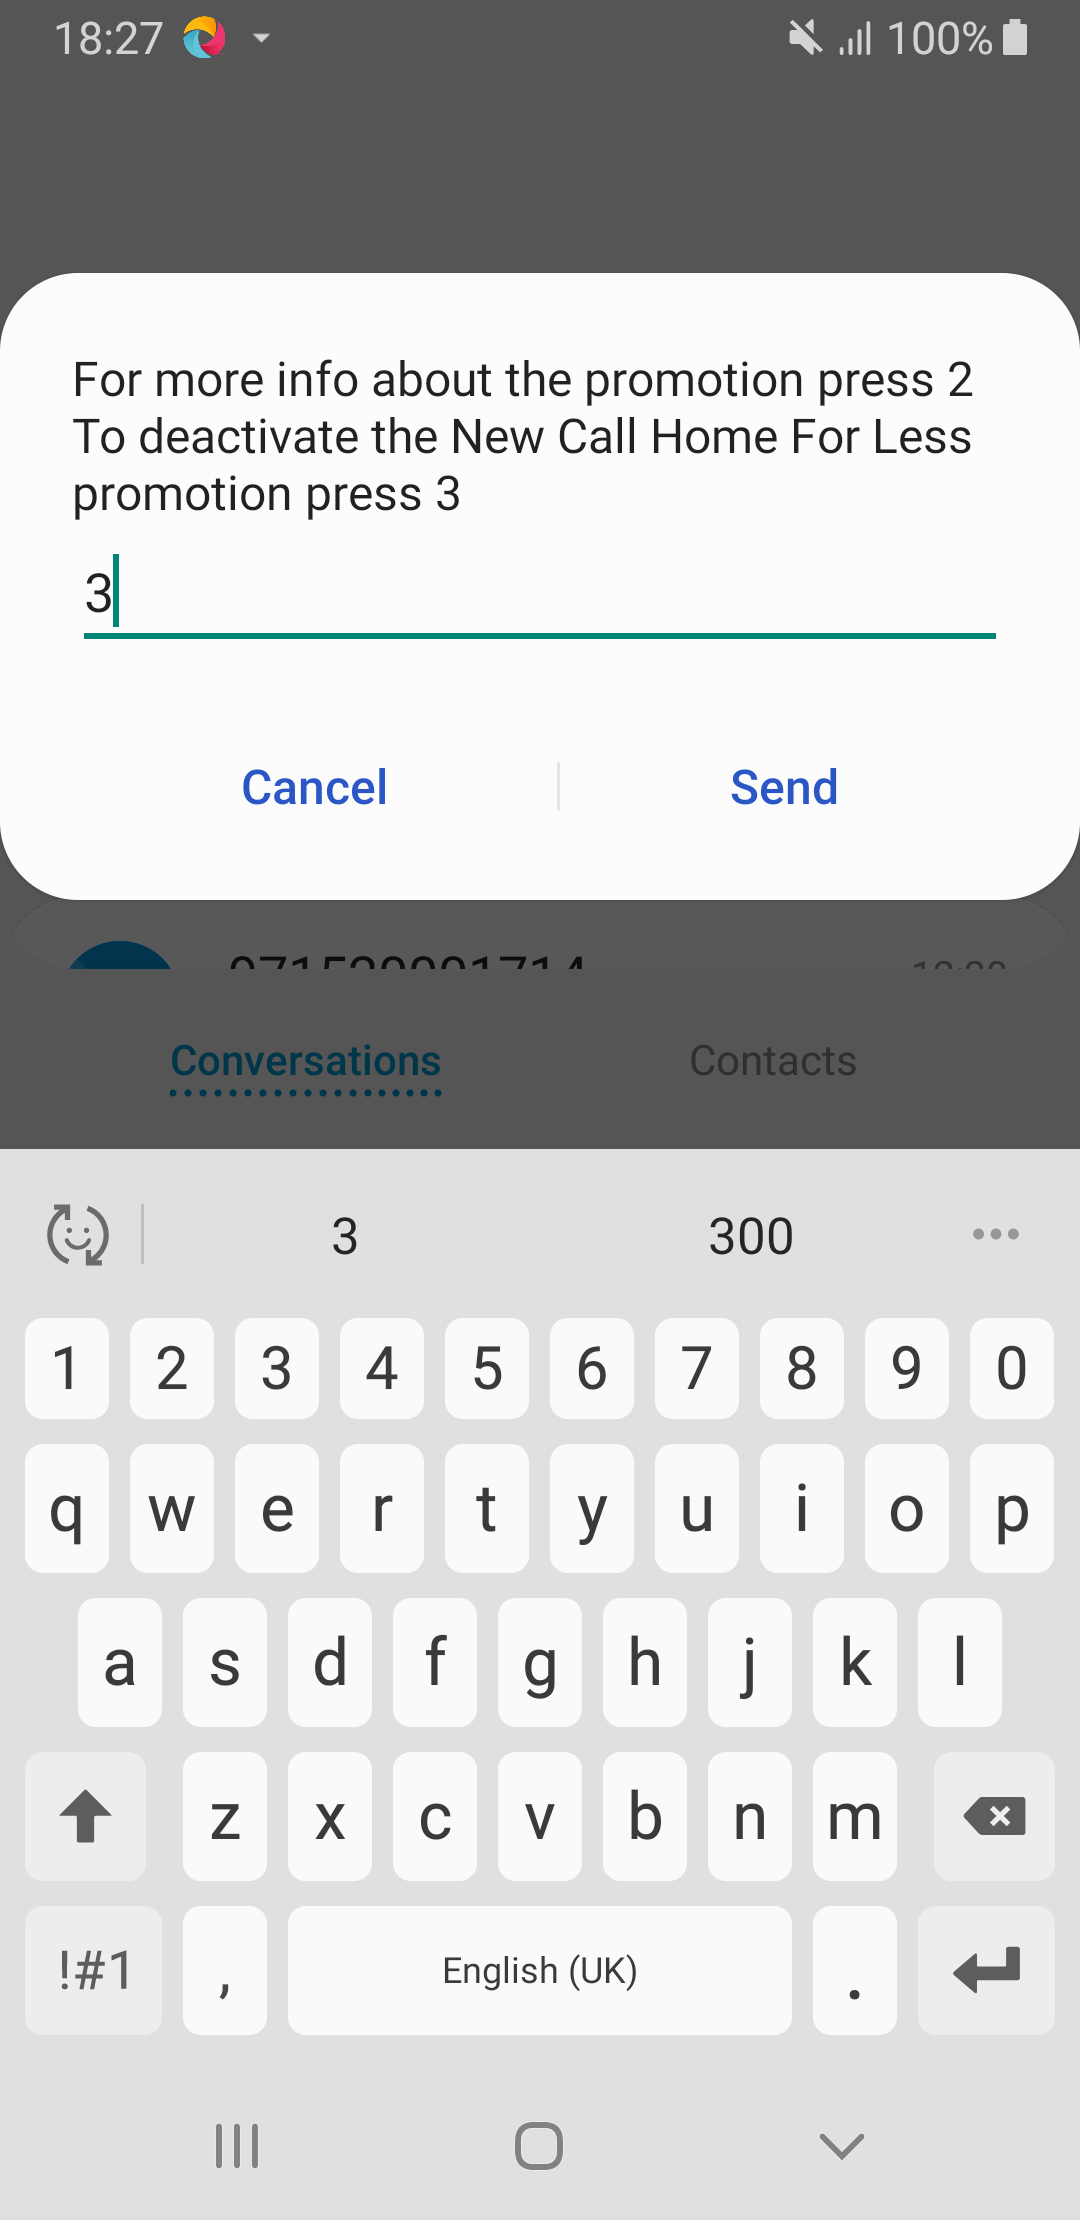 18:27
100%
For more info about the promotion press 2
To deactivate the New Call Home For Less
promotion press 3
3
Cancel
Send
Conversations
Contacts
3
300
1 2 3 4 5 6 7 8 9 0
q w e r t y u i o p
a s d f g h j k l
z x c v b n m
!#1 , English (UK) .